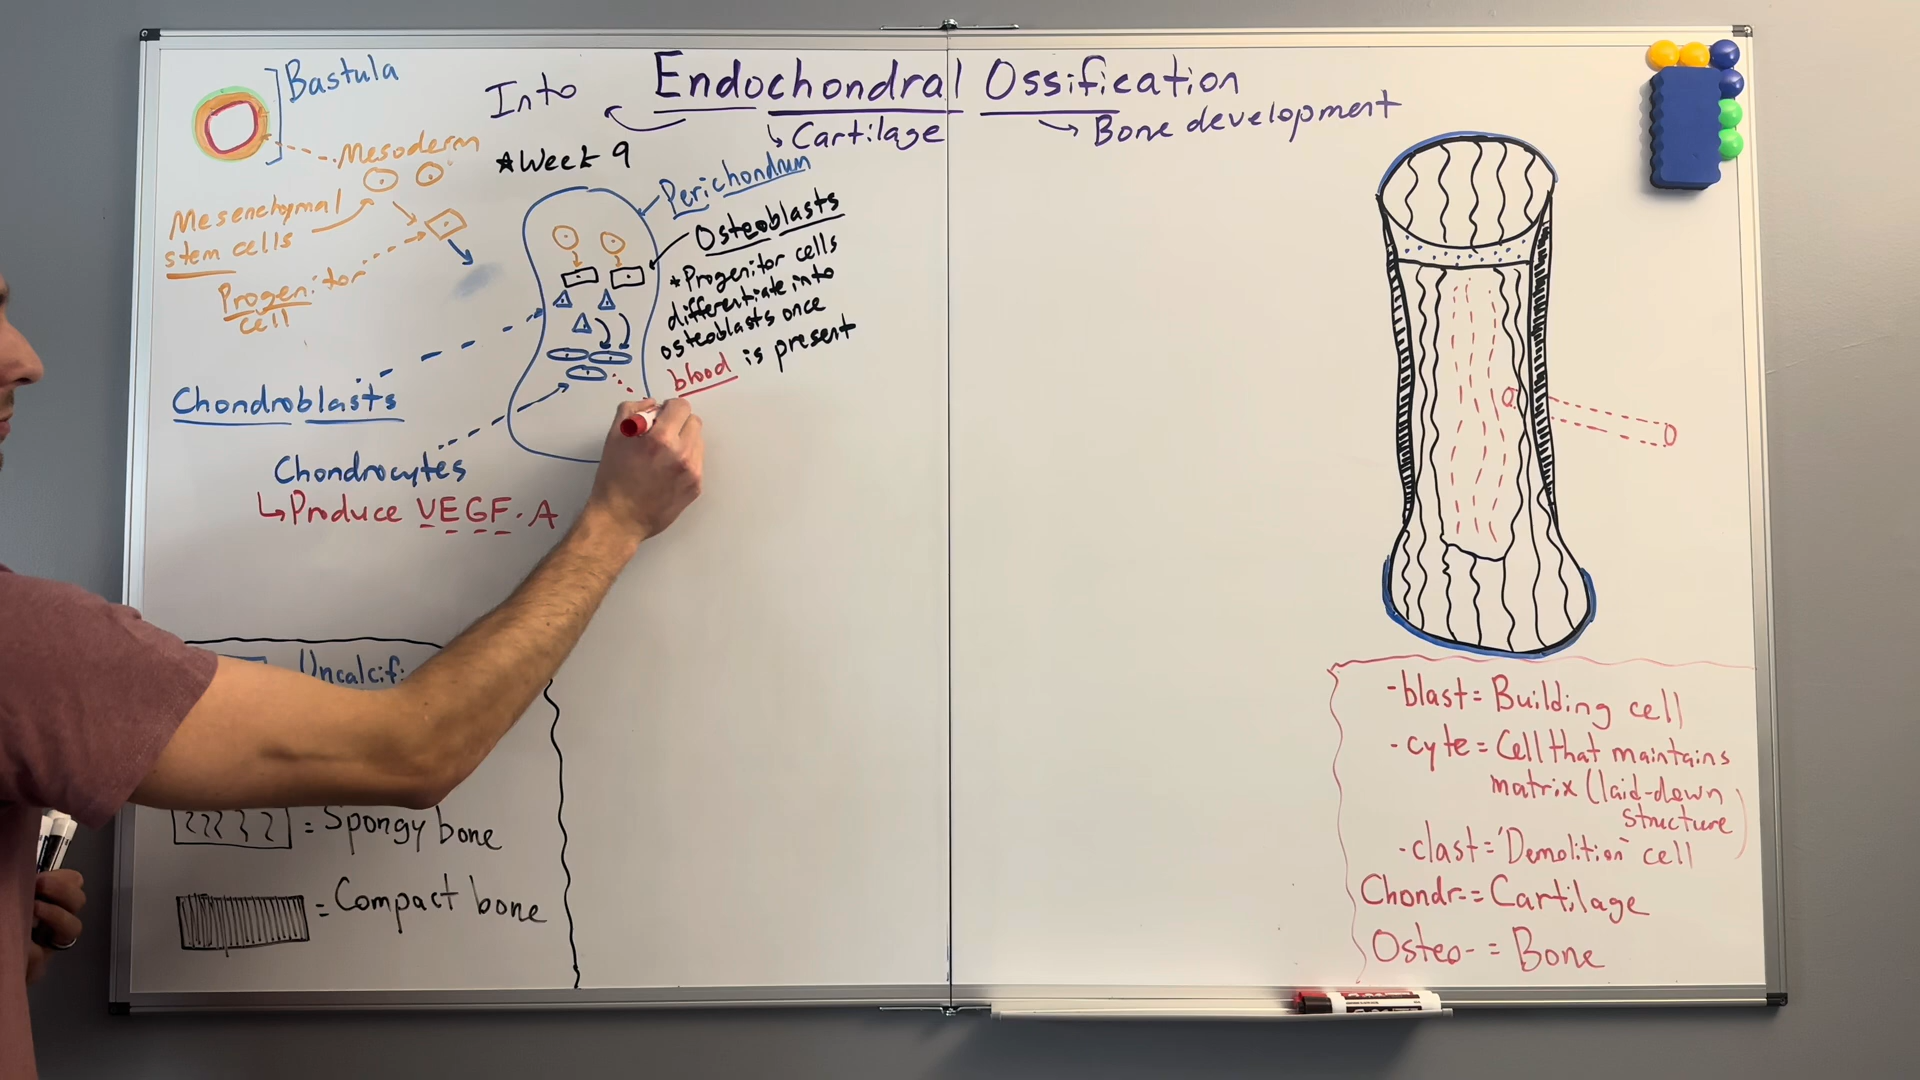 Bastula
Into
Endochondral Ossification
Cartilage
Bone development
Mesoderm
*Week 9
Perichondrum
Mesenchymal
stem cells
Progenitor
cell
Osteoblasts
*Progenitor cells
differentiate into
osteoblasts once
blood is present
Chondroblasts
Chondrocytes
Produce VEGF-A
Uncalcif
= Spongy bone
= Compact bone
-blast = Building cell
-cyte = Cell that maintains
matrix (laid-down
structure)
-clast = "Demolition" cell
Chondr- = Cartilage
Osteo- = Bone